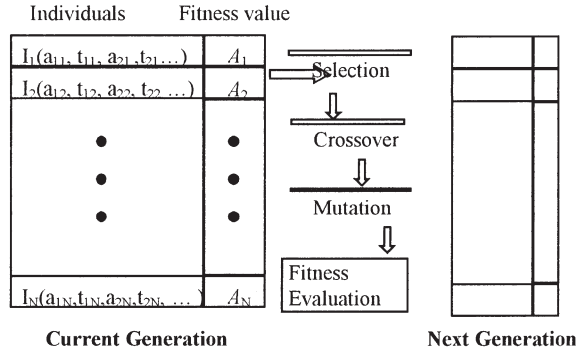 Individuals Fitness value
I1(a11, t11, a21 ,t21…) A1
I2(a12, t12, a22, t22 …) A2
IN(a1N,t1N,a2N,t2N, … ) AN
Selection
Crossover
Mutation
Fitness
Evaluation
Current Generation
Next Generation